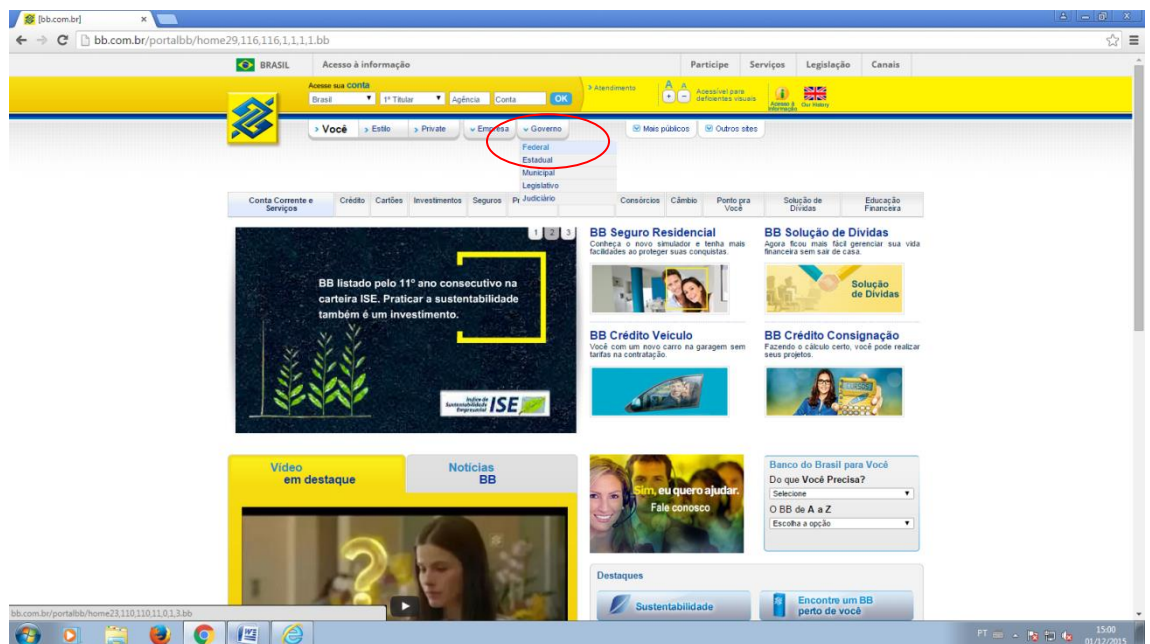 [bb.com.br]
bb.com.br/portalbb/home29,116,116,1,1,1,1.bb
BRASIL Acesso à informação Participe Serviços Legislação Canais
Acesse sua conta
Brasil 1º Titular Agência Conta OK
Atendimento
A A
+ −
Acessível para
deficientes visuais
Acesso à
Informação
Our History
Você Estilo Private Empresa Governo Mais públicos Outros sites
Federal
Estadual
Municipal
Legislativo
Judiciário
Conta Corrente e
Serviços
Crédito Cartões Investimentos Seguros Pr Consórcios Câmbio
Ponto pra
Você
Solução de
Dívidas
Educação
Financeira
1 2 3
BB listado pelo 11º ano consecutivo na
carteira ISE. Praticar a sustentabilidade
também é um investimento.
Índice de
Sustentabilidade
Empresarial
ISE
BB Seguro Residencial
Conheça o novo simulador e tenha mais
facilidades ao proteger suas conquistas.
BB Solução de Dívidas
Agora ficou mais fácil gerenciar sua vida
financeira sem sair de casa.
Solução
de Dívidas
BB Crédito Veículo
Você com um novo carro na garagem sem
tarifas na contratação.
BB Crédito Consignação
Fazendo o cálculo certo, você pode realizar
seus projetos.
Vídeo
em destaque
Notícias
BB
Sim, eu quero ajudar.
Fale conosco
Banco do Brasil para Você
Do que Você Precisa?
Selecione
O BB de A a Z
Escolha a opção
Destaques
Sustentabilidade
Encontre um BB
perto de você
bb.com.br/portalbb/home23,110,110,11,0,1,3.bb
PT
15:00
01/12/2015